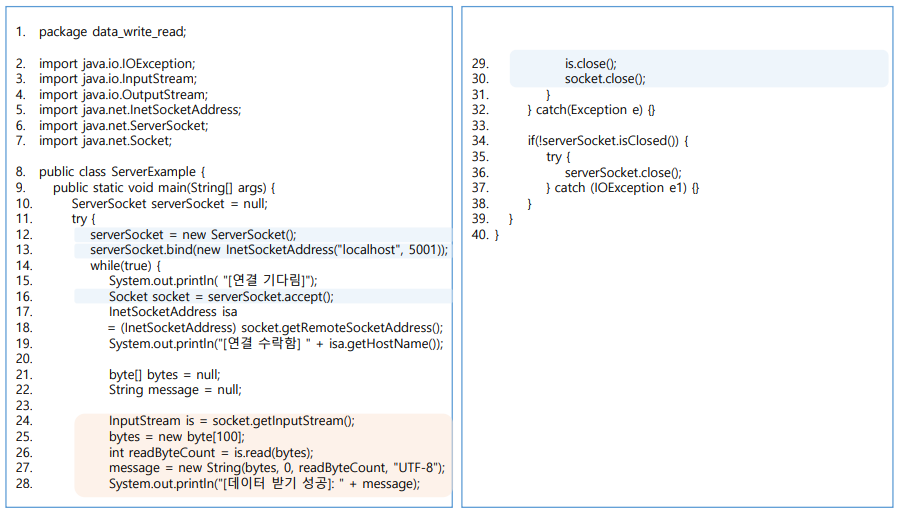 1. package data_write_read;
2. import java.io.IOException;
3. import java.io.InputStream;
4. import java.io.OutputStream;
5. import java.net.InetSocketAddress;
6. import java.net.ServerSocket;
7. import java.net.Socket;
8. public class ServerExample {
9. public static void main(String[] args) {
10. ServerSocket serverSocket = null;
11. try {
12. serverSocket = new ServerSocket();
13. serverSocket.bind(new InetSocketAddress("localhost", 5001));
14. while(true) {
15. System.out.println( "[연결 기다림]");
16. Socket socket = serverSocket.accept();
17. InetSocketAddress isa
18. = (InetSocketAddress) socket.getRemoteSocketAddress();
19. System.out.println("[연결 수락함] " + isa.getHostName());
20.
21. byte[] bytes = null;
22. String message = null;
23.
24. InputStream is = socket.getInputStream();
25. bytes = new byte[100];
26. int readByteCount = is.read(bytes);
27. message = new String(bytes, 0, readByteCount, "UTF-8");
28. System.out.println("[데이터 받기 성공]: " + message);
29. is.close();
30. socket.close();
31. }
32. } catch(Exception e) {}
33.
34. if(!serverSocket.isClosed()) {
35. try {
36. serverSocket.close();
37. } catch (IOException e1) {}
38. }
39. }
40. }